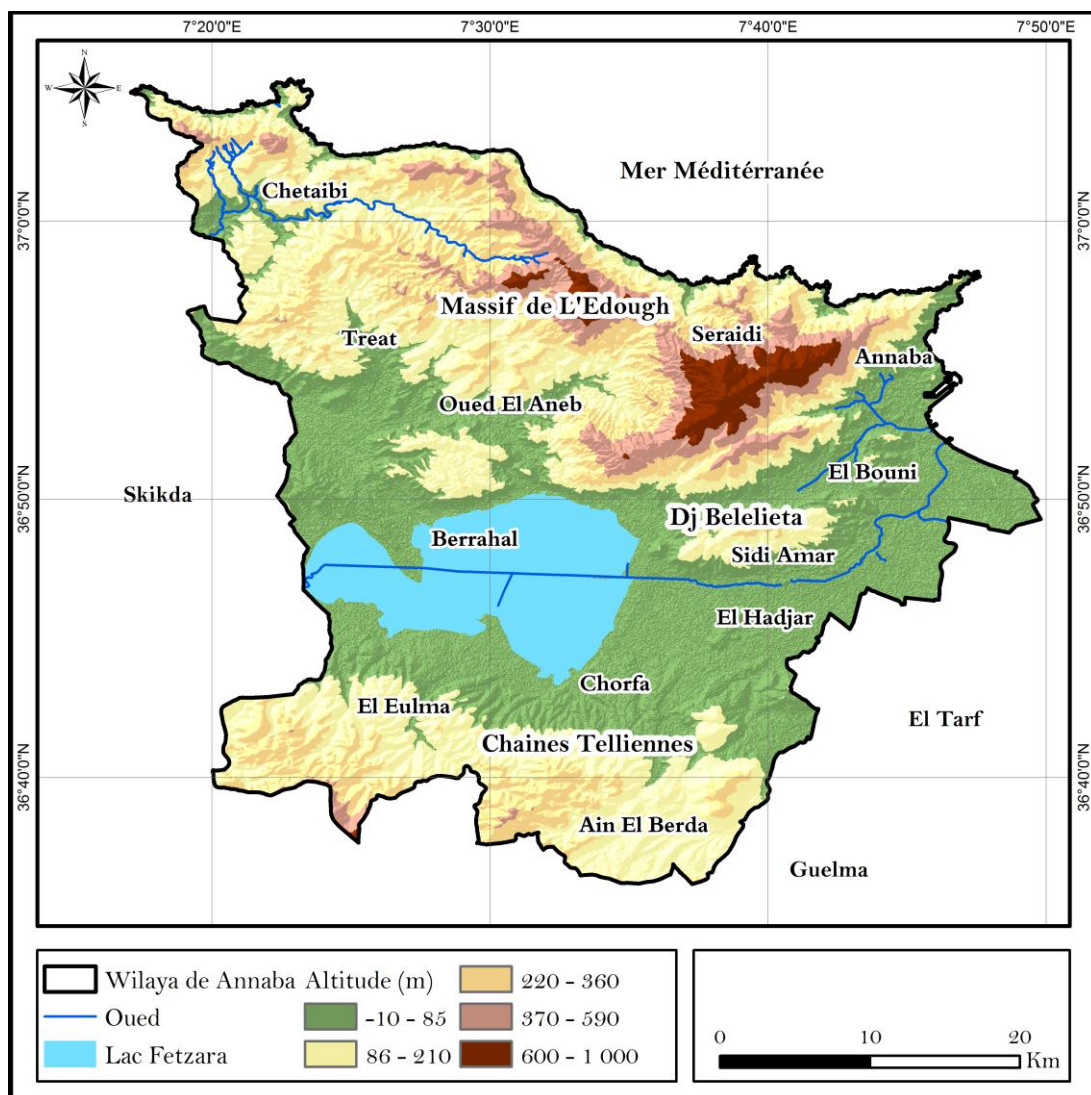 7°20'0"E
7°30'0"E
7°40'0"E
7°50'0"E
N
W
E
S
Mer Méditérranée
Chetaibi
37°0'0"N
37°0'0"N
Massif de L'Edough
Treat
Seraidi
Annaba
Oued El Aneb
Skikda
El Bouni
36°50'0"N
36°50'0"N
Dj Belelieta
Berrahal
Sidi Amar
El Hadjar
Chorfa
El Eulma
El Tarf
Chaines Telliennes
36°40'0"N
36°40'0"N
Ain El Berda
Guelma
Wilaya de Annaba
Oued
Lac Fetzara
Altitude (m)
-10 - 85
86 - 210
220 - 360
370 - 590
600 - 1 000
0
10
20
Km